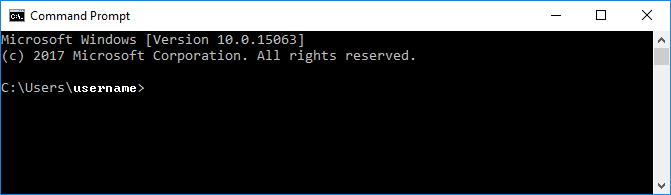 Command Prompt
Microsoft Windows [Version 10.0.15063]
(c) 2017 Microsoft Corporation. All rights reserved.
C:\Users\username>